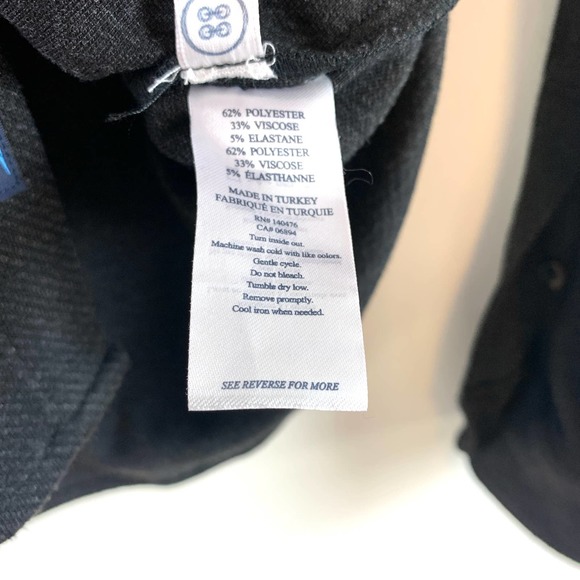 62% POLYESTER
33% VISCOSE
5% ELASTANE
62% POLYESTER
33% VISCOSE
5% ÉLASTHANNE
MADE IN TURKEY
FABRIQUÉ EN TURQUIE
RN# 140476
CA# 06894
Turn inside out.
Machine wash cold with like colors.
Gentle cycle.
Do not bleach.
Tumble dry low.
Remove promptly.
Cool iron when needed.
SEE REVERSE FOR MORE